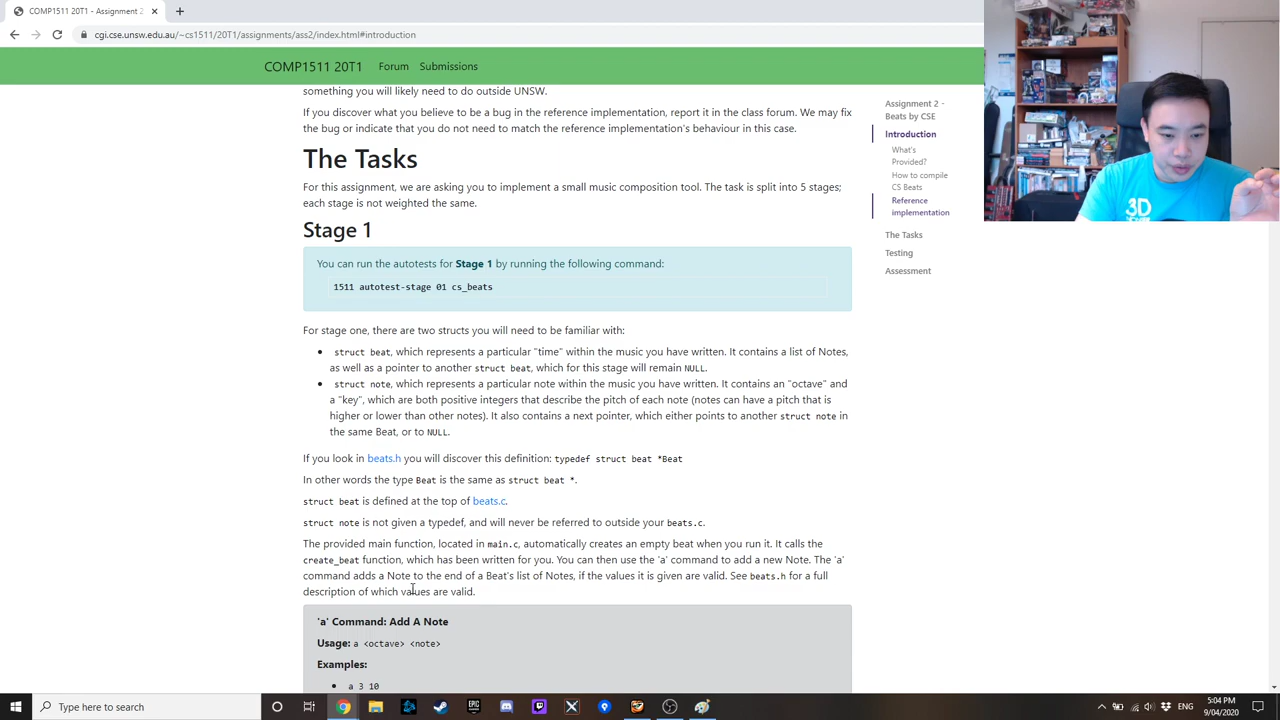 COMP1511 20T1 - Assignment 2
cgi.cse.unsw.edu.au/~cs1511/20T1/assignments/ass2/index.html#introduction
COMP1511 20T1 Forum Submissions
something you will likely need to do outside UNSW.
If you discover what you believe to be a bug in the reference implementation, report it in the class forum. We may fix
the bug or indicate that you do not need to match the reference implementation's behaviour in this case.
The Tasks
For this assignment, we are asking you to implement a small music composition tool. The task is split into 5 stages;
each stage is not weighted the same.
Stage 1
You can run the autotests for Stage 1 by running the following command:
1511 autotest-stage 01 cs_beats
For stage one, there are two structs you will need to be familiar with:
• struct beat, which represents a particular "time" within the music you have written. It contains a list of Notes,
as well as a pointer to another struct beat, which for this stage will remain NULL.
• struct note, which represents a particular note within the music you have written. It contains an "octave" and
a "key", which are both positive integers that describe the pitch of each note (notes can have a pitch that is
higher or lower than other notes). It also contains a next pointer, which either points to another struct note in
the same Beat, or to NULL.
If you look in beats.h you will discover this definition: typedef struct beat *Beat
In other words the type Beat is the same as struct beat *.
struct beat is defined at the top of beats.c.
struct note is not given a typedef, and will never be referred to outside your beats.c.
The provided main function, located in main.c, automatically creates an empty beat when you run it. It calls the
create_beat function, which has been written for you. You can then use the 'a' command to add a new Note. The 'a'
command adds a Note to the end of a Beat's list of Notes, if the values it is given are valid. See beats.h for a full
description of which values are valid.
'a' Command: Add A Note
Usage: a <octave> <note>
Examples:
• a 3 10
Assignment 2 -
Beats by CSE
Introduction
What's
Provided?
How to compile
CS Beats
Reference
implementation
The Tasks
Testing
Assessment
3D
Type here to search
5:04 PM
9/04/2020